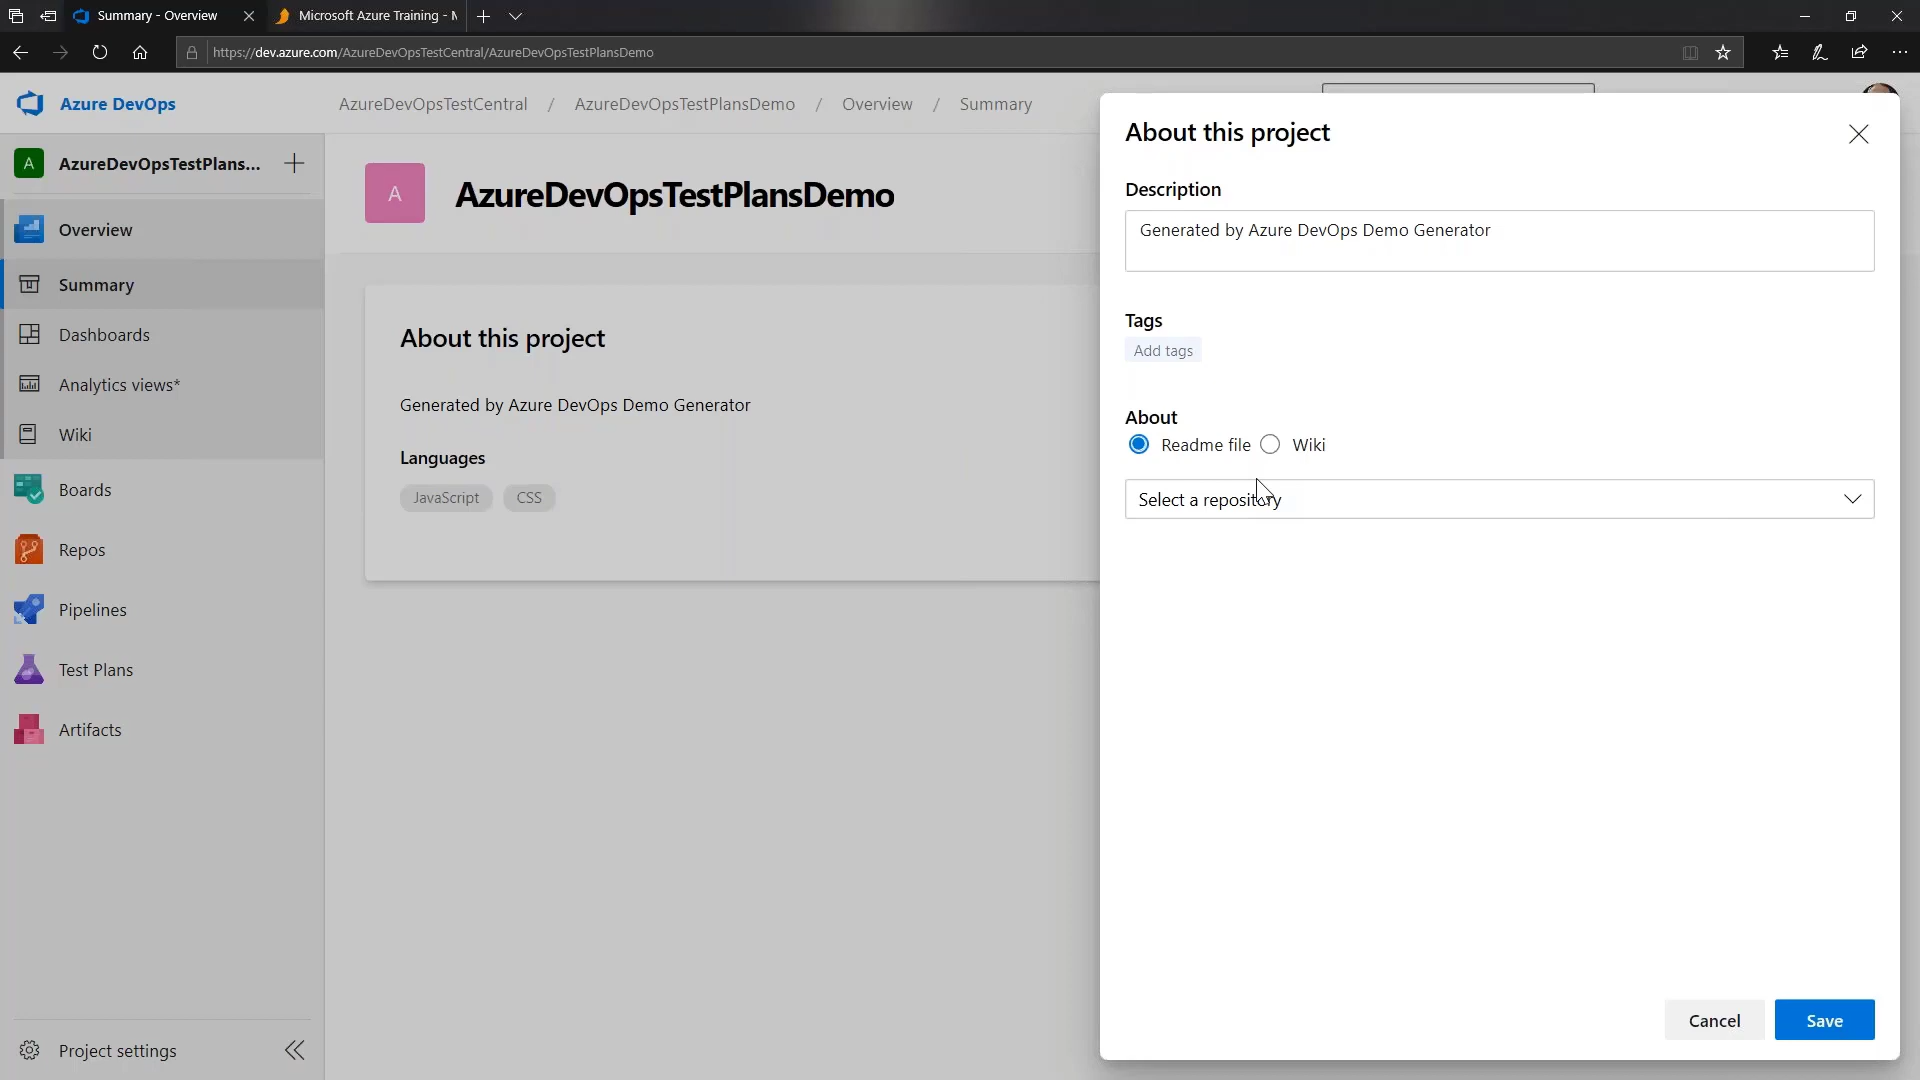 Summary - Overview
Microsoft Azure Training - M
https://dev.azure.com/AzureDevOpsTestCentral/AzureDevOpsTestPlansDemo
Azure DevOps
AzureDevOpsTestCentral / AzureDevOpsTestPlansDemo / Overview / Summary
A AzureDevOpsTestPlans...
Overview
Summary
Dashboards
Analytics views*
Wiki
Boards
Repos
Pipelines
Test Plans
Artifacts
Project settings
A AzureDevOpsTestPlansDemo
About this project
Generated by Azure DevOps Demo Generator
Languages
JavaScript CSS
About this project
Description
Generated by Azure DevOps Demo Generator
Tags
Add tags
About
Readme file Wiki
Select a repository
Cancel Save